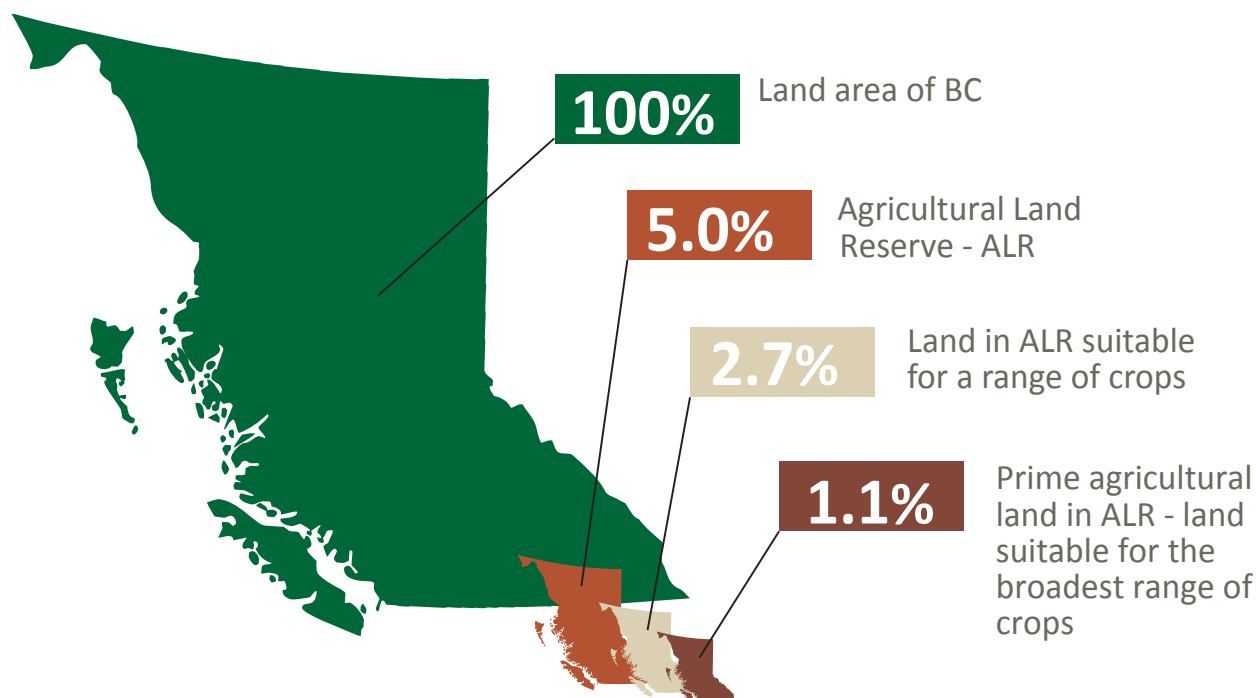 100%
Land area of BC
5.0%
Agricultural Land
Reserve - ALR
2.7%
Land in ALR suitable
for a range of crops
1.1%
Prime agricultural
land in ALR - land
suitable for the
broadest range of
crops